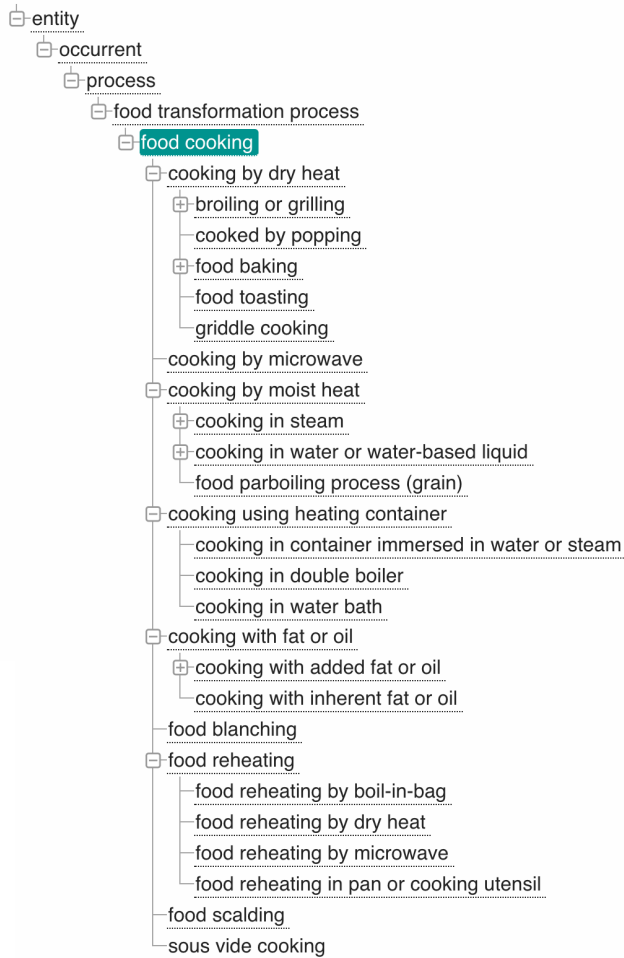 entity
occurrent
process
food transformation process
food cooking
cooking by dry heat
broiling or grilling
cooked by popping
food baking
food toasting
griddle cooking
cooking by microwave
cooking by moist heat
cooking in steam
cooking in water or water-based liquid
food parboiling process (grain)
cooking using heating container
cooking in container immersed in water or steam
cooking in double boiler
cooking in water bath
cooking with fat or oil
cooking with added fat or oil
cooking with inherent fat or oil
food blanching
food reheating
food reheating by boil-in-bag
food reheating by dry heat
food reheating by microwave
food reheating in pan or cooking utensil
food scalding
sous vide cooking